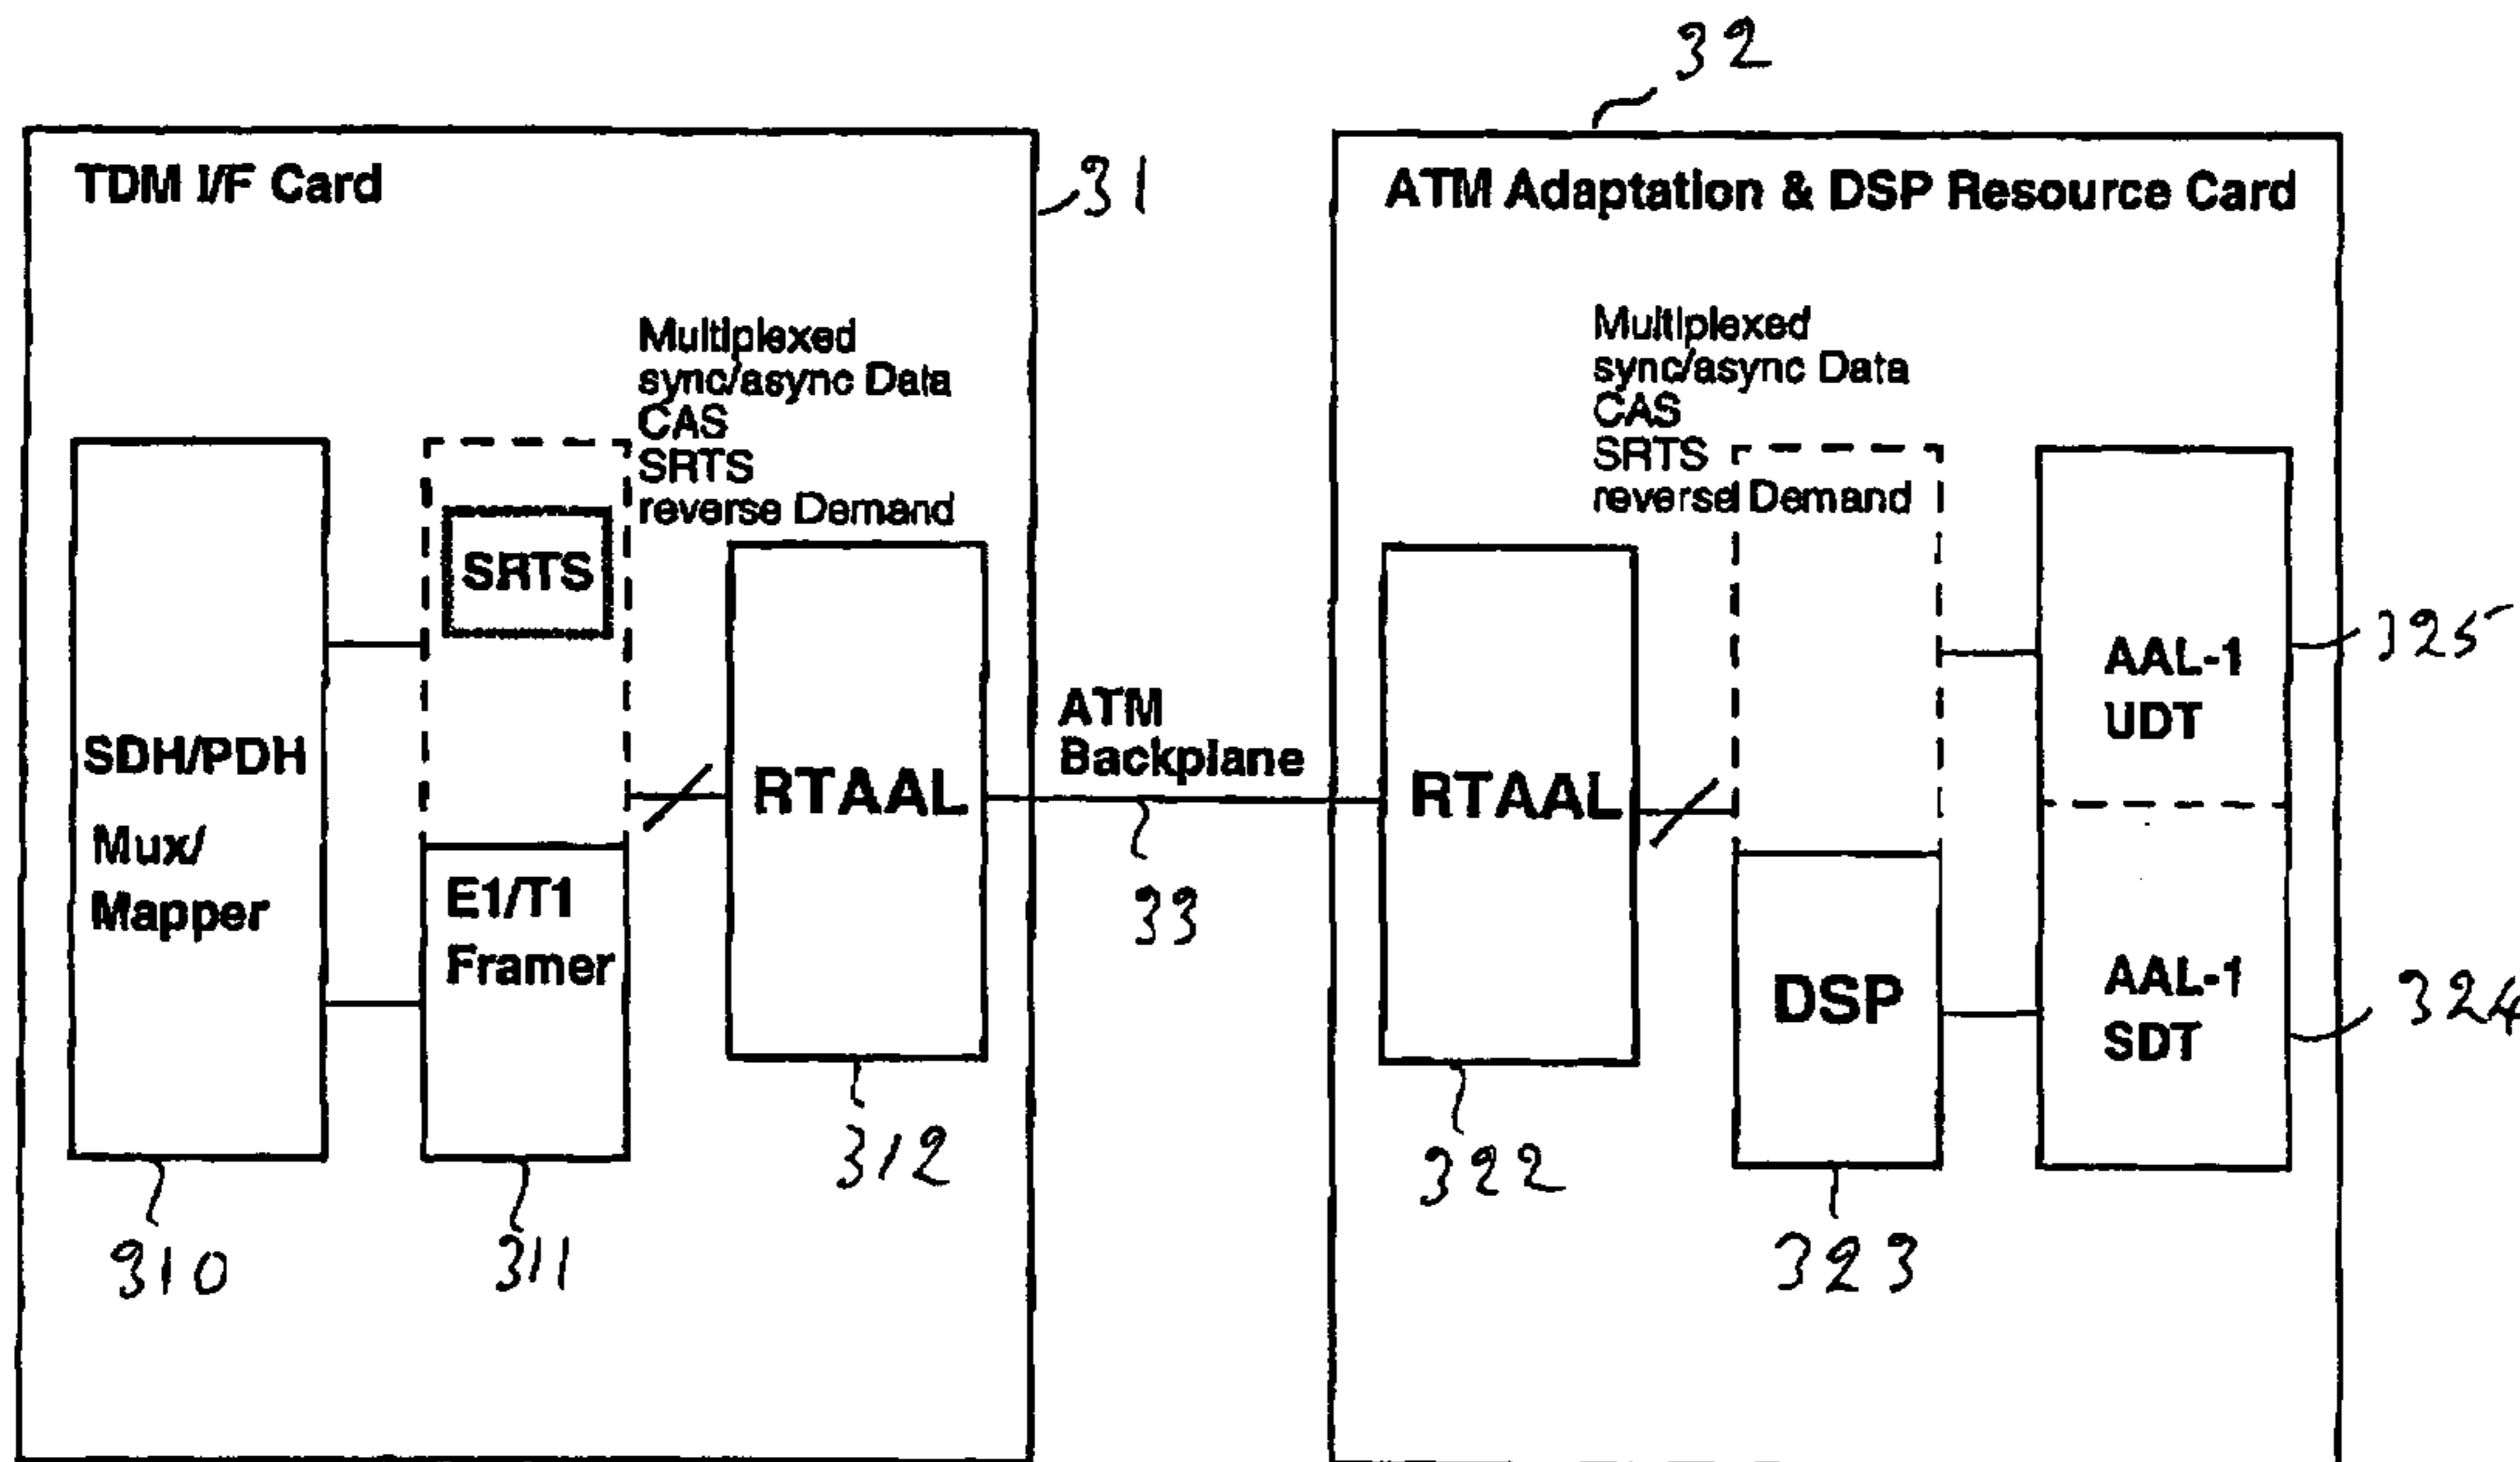 32
TDM I/F Card
31
ATM Adaptation & DSP Resource Card
Multiplexed
sync/async Data
CAS
SRTS
reverse Demand
Multiplexed
sync/async Data
CAS
SRTS
reverse Demand
SRTS
SDH/PDH
Mux/
Mapper
E1/T1
Framer
RTAAL
ATM
Backplane
33
RTAAL
DSP
AAL-1
UDT
325
AAL-1
SDT
324
310
311
312
322
323